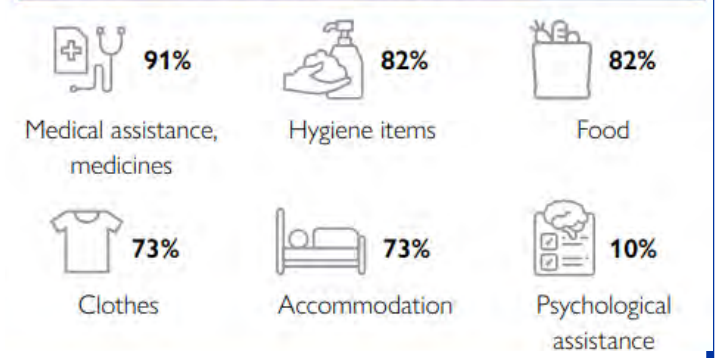 91%
82%
82%
Medical assistance,
medicines
Hygiene items
Food
73%
73%
10%
Clothes
Accommodation
Psychological
assistance